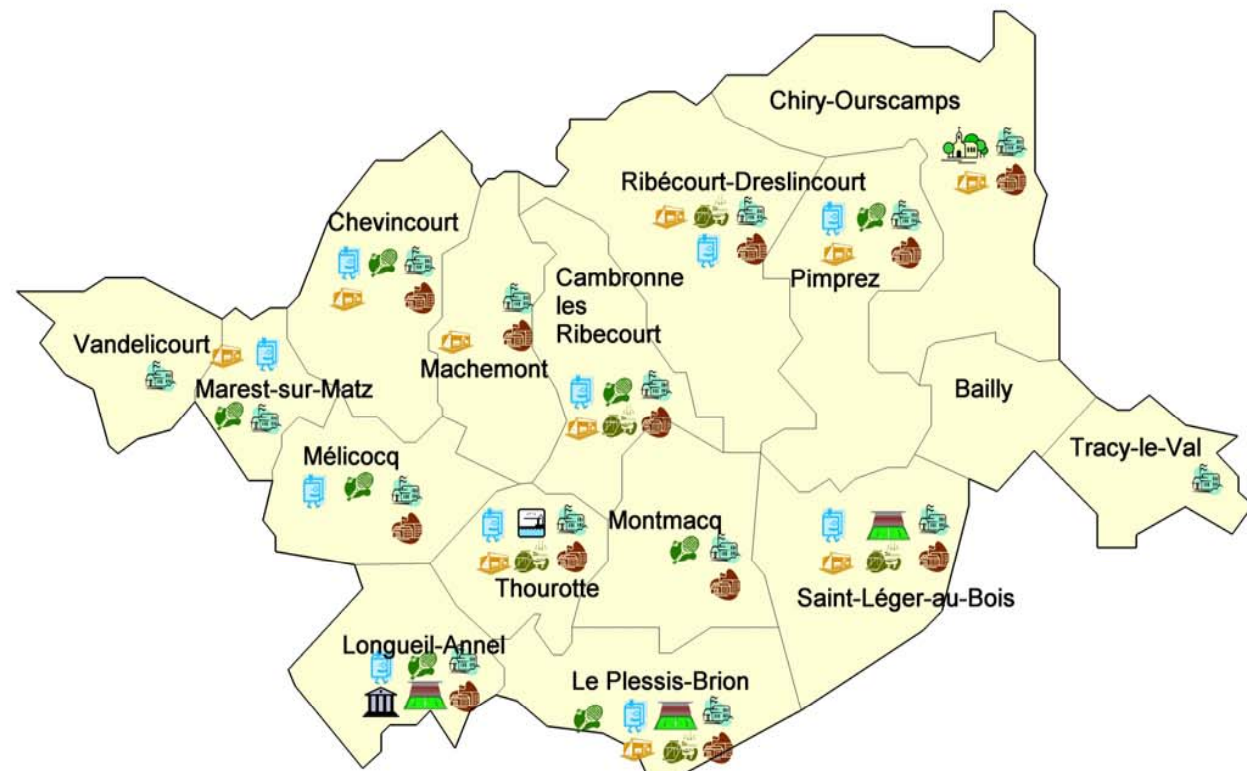 Chiry-Ourscamps
Ribécourt-Dreslincourt
Chevincourt
Cambronne
les
Ribecourt
Pimprez
Vandelicourt
Machemont
Marest-sur-Matz
Bailly
Mélicocq
Tracy-le-Val
Montmacq
Thourotte
Saint-Léger-au-Bois
Longueil-Annel
Le Plessis-Brion